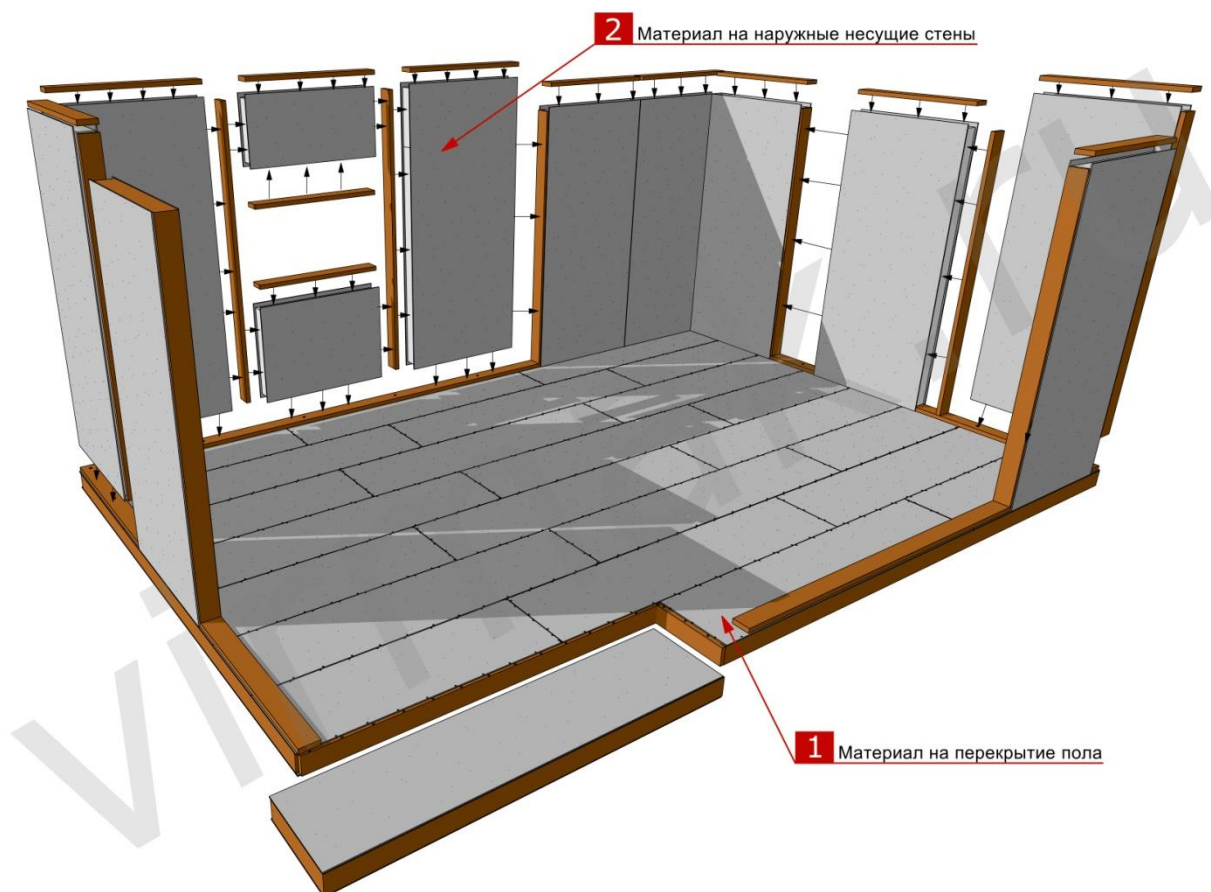 2 Материал на наружные несущие стены
1 Материал на перекрытие пола